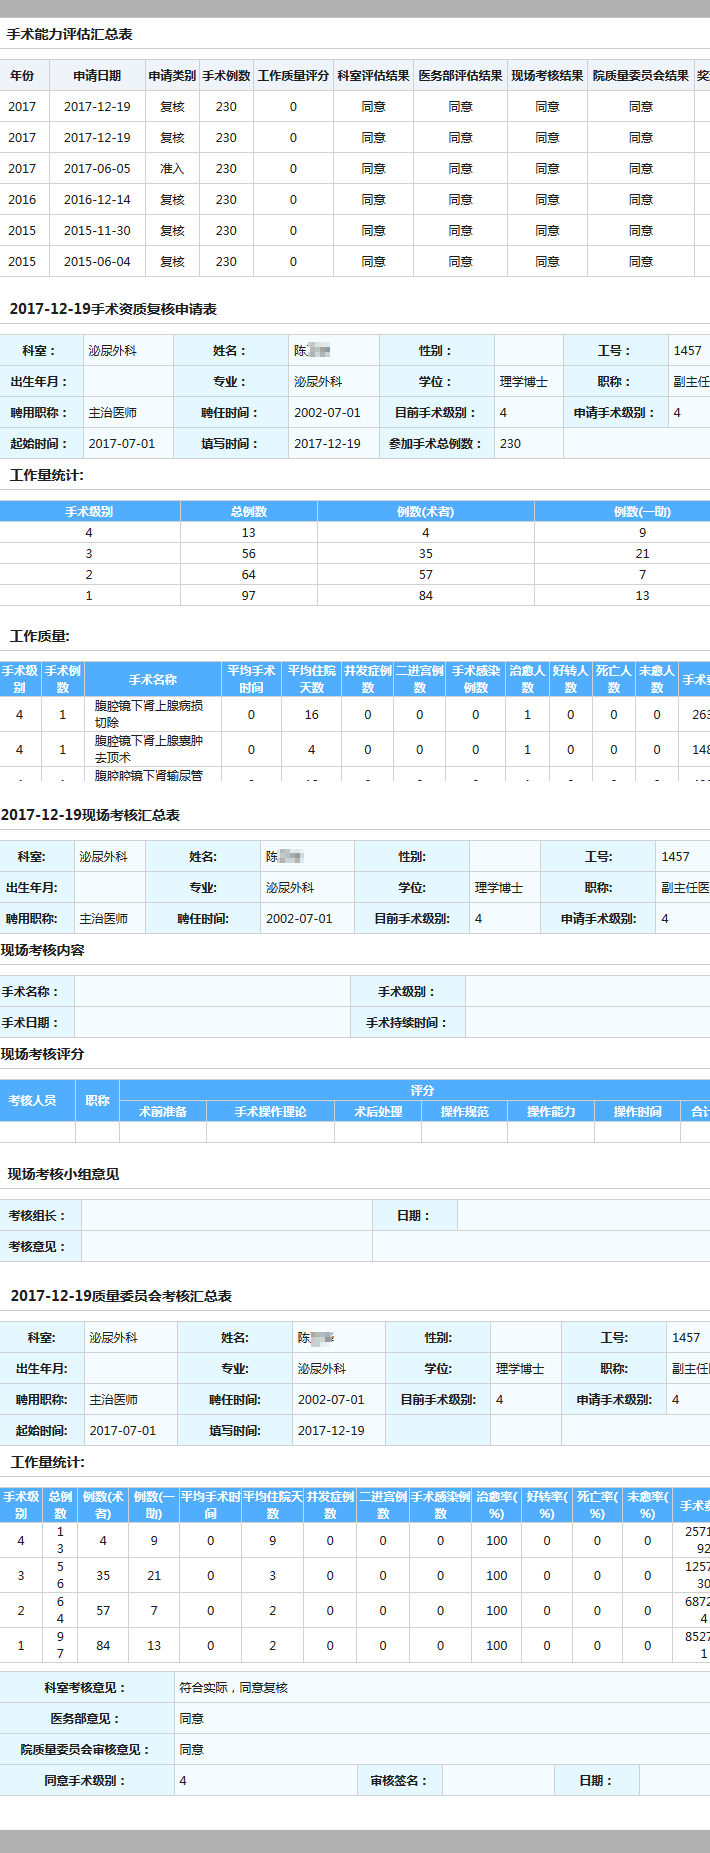 手术能力评估汇总表
年份 申请日期 申请类别 手术例数 工作质量评分 科室评估结果 医务部评估结果 现场考核结果 院质量委员会结果 奖
2017 2017-12-19 复核 230 0 同意 同意 同意 同意
2017 2017-12-19 复核 230 0 同意 同意 同意 同意
2017 2017-06-05 准入 230 0 同意 同意 同意 同意
2016 2016-12-14 复核 230 0 同意 同意 同意 同意
2015 2015-11-30 复核 230 0 同意 同意 同意 同意
2015 2015-06-04 复核 230 0 同意 同意 同意 同意
2017-12-19手术资质复核申请表
科室： 泌尿外科 姓名： 陈 性别： 工号： 1457
出生年月： 专业： 泌尿外科 学位： 理学博士 职称： 副主任
聘用职称： 主治医师 聘任时间： 2002-07-01 目前手术级别： 4 申请手术级别： 4
起始时间： 2017-07-01 填写时间： 2017-12-19 参加手术总例数： 230
工作量统计:
手术级别 总例数 例数(术者) 例数(一助)
4 13 4 9
3 56 35 21
2 64 57 7
1 97 84 13
工作质量:
手术级别 手术例数 手术名称 平均手术时间 平均住院天数 并发症例数 二进宫例数 手术感染例数 治愈人数 好转人数 死亡人数 未愈人数 手术
4 1 腹腔镜下肾上腺病损切除 0 16 0 0 0 1 0 0 0 263
4 1 腹腔镜下肾上腺囊肿去顶术 0 4 0 0 0 1 0 0 0 148
腹腔腔镜下肾输尿管
2017-12-19现场考核汇总表
科室: 泌尿外科 姓名: 陈 性别: 工号: 1457
出生年月: 专业: 泌尿外科 学位: 理学博士 职称: 副主任医
聘用职称: 主治医师 聘任时间: 2002-07-01 目前手术级别: 4 申请手术级别: 4
现场考核内容
手术名称： 手术级别：
手术日期： 手术持续时间：
现场考核评分
考核人员 职称 评分
术前准备 手术操作理论 术后处理 操作规范 操作能力 操作时间 合计
现场考核小组意见
考核组长： 日期：
考核意见：
2017-12-19质量委员会考核汇总表
科室: 泌尿外科 姓名: 陈 性别: 工号: 1457
出生年月: 专业: 泌尿外科 学位: 理学博士 职称: 副主任
聘用职称: 主治医师 聘任时间: 2002-07-01 目前手术级别: 4 申请手术级别: 4
起始时间: 2017-07-01 填写时间: 2017-12-19
工作量统计:
手术级别 总例数 例数(术者) 例数(一助) 平均手术时间 平均住院天数 并发症例数 二进宫例数 手术感染例数 治愈率(%) 好转率(%) 死亡率(%) 未愈率(%) 手术
4 13 4 9 0 9 0 0 0 100 0 0 0 257192
3 56 35 21 0 3 0 0 0 100 0 0 0 125730
2 64 57 7 0 2 0 0 0 100 0 0 0 68724
1 97 84 13 0 2 0 0 0 100 0 0 0 85271
科室考核意见： 符合实际，同意复核
医务部意见： 同意
院质量委员会审核意见： 同意
同意手术级别： 4 审核签名： 日期：